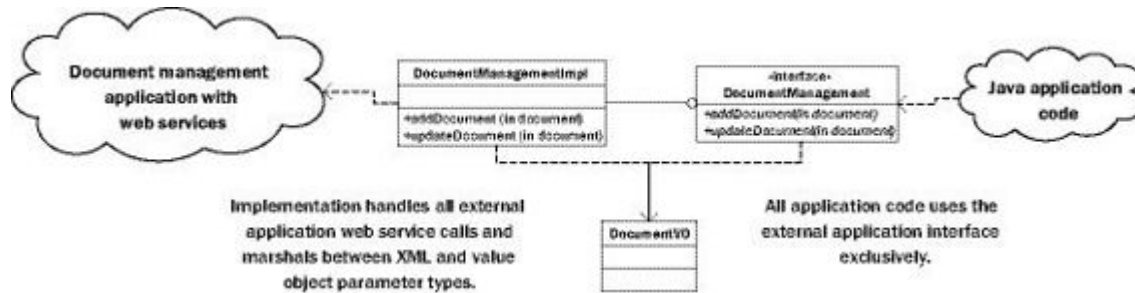 Document management
application with
web services
DocumentManagementImpl
+addDocument (in document)
+updateDocument (in document)
«interface»
DocumentManagement
+addDocument(in document)
+updateDocument(in document)
Java application
code
Implementation handles all external
application web service calls and
marshals between XML and value
object parameter types.
DocumentVO
All application code uses the
external application interface
exclusively.